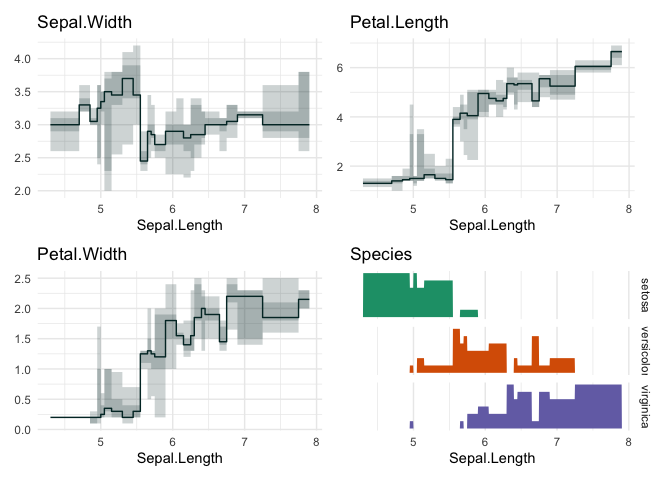 Sepal.Width
4.0
3.5
3.0
2.5
2.0
5 6 7 8
Sepal.Length
Petal.Length
6
4
2
5 6 7 8
Sepal.Length
Petal.Width
2.5
2.0
1.5
1.0
0.5
0.0
5 6 7 8
Sepal.Length
Species
setosa
versicolor
virginica
5 6 7 8
Sepal.Length